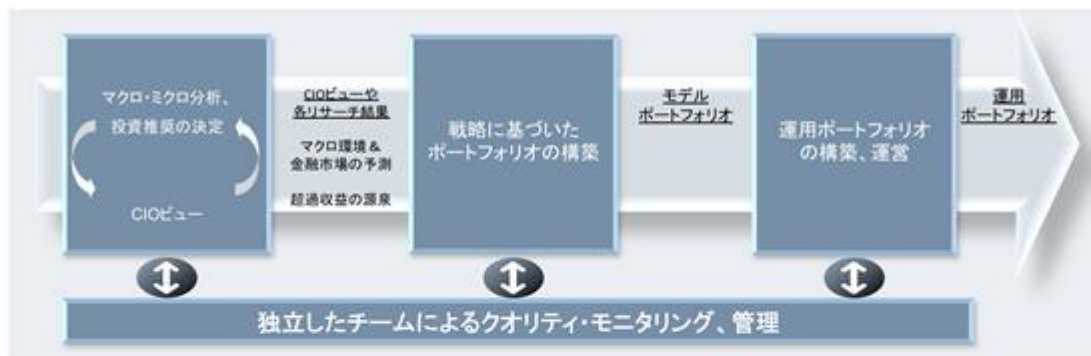 マクロ・ミクロ分析、
投資推奨の決定
CIOビュー
CIOビューや
各リサーチ結果
マクロ環境&
金融市場の予測
超過収益の源泉
戦略に基づいた
ポートフォリオの構築
モデル
ポートフォリオ
運用ポートフォリオ
の構築、運営
運用
ポートフォリオ
独立したチームによるクオリティ・モニタリング、管理